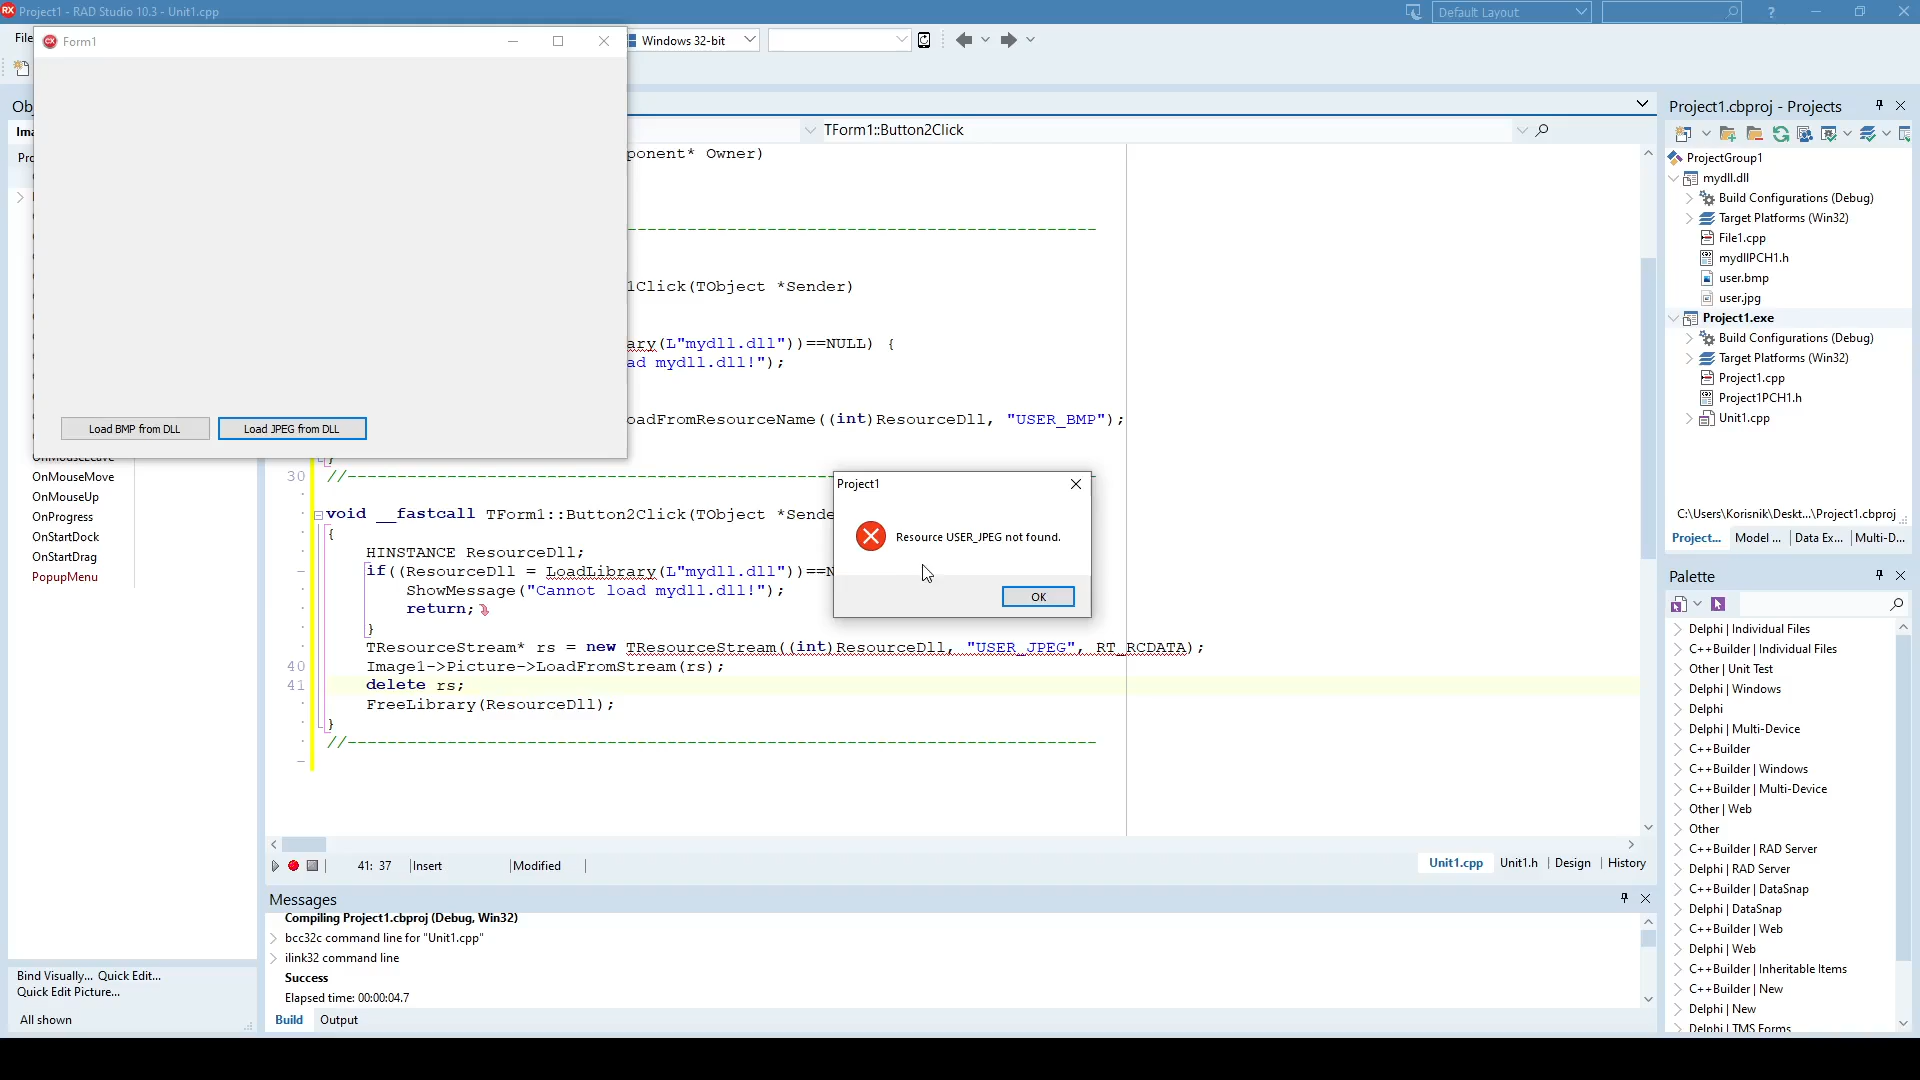 Project1 - RAD Studio 10.3 - Unit1.cpp
Default Layout
?
File
Form1
Windows 32-bit
Load BMP from DLL
Load JPEG from DLL
OnMouseMove
OnMouseUp
OnProgress
OnStartDock
OnStartDrag
PopupMenu
Bind Visually... Quick Edit...
Quick Edit Picture...
All shown
TForm1::Button2Click
ponent* Owner)
1Click(TObject *Sender)
ary(L"mydll.dll"))==NULL) {
ad mydll.dll!");
oadFromResourceName((int)ResourceDll, "USER_BMP");
}
30 //---------------------------------------------------------------------------
void __fastcall TForm1::Button2Click(TObject *Sende
{
HINSTANCE ResourceDll;
if((ResourceDll = LoadLibrary(L"mydll.dll"))==N
ShowMessage("Cannot load mydll.dll!");
return;
}
TResourceStream* rs = new TResourceStream((int)ResourceDll, "USER_JPEG", RT_RCDATA);
40 Image1->Picture->LoadFromStream(rs);
41 delete rs;
FreeLibrary(ResourceDll);
}
//---------------------------------------------------------------------------
Project1
Resource USER_JPEG not found.
OK
41: 37 Insert Modified
Unit1.cpp Unit1.h Design History
Messages
Compiling Project1.cbproj (Debug, Win32)
bcc32c command line for "Unit1.cpp"
ilink32 command line
Success
Elapsed time: 00:00:04.7
Build Output
Project1.cbproj - Projects
ProjectGroup1
mydll.dll
Build Configurations (Debug)
Target Platforms (Win32)
File1.cpp
mydllPCH1.h
user.bmp
user.jpg
Project1.exe
Build Configurations (Debug)
Target Platforms (Win32)
Project1.cpp
Project1PCH1.h
Unit1.cpp
C:\Users\Korisnik\Deskt...\Project1.cbproj
Project... Model ... Data Ex... Multi-D...
Palette
Delphi | Individual Files
C++Builder | Individual Files
Other | Unit Test
Delphi | Windows
Delphi
Delphi | Multi-Device
C++Builder
C++Builder | Windows
C++Builder | Multi-Device
Other | Web
Other
C++Builder | RAD Server
Delphi | RAD Server
C++Builder | DataSnap
Delphi | DataSnap
C++Builder | Web
Delphi | Web
C++Builder | Inheritable Items
C++Builder | New
Delphi | New
Delphi | TMS Forms